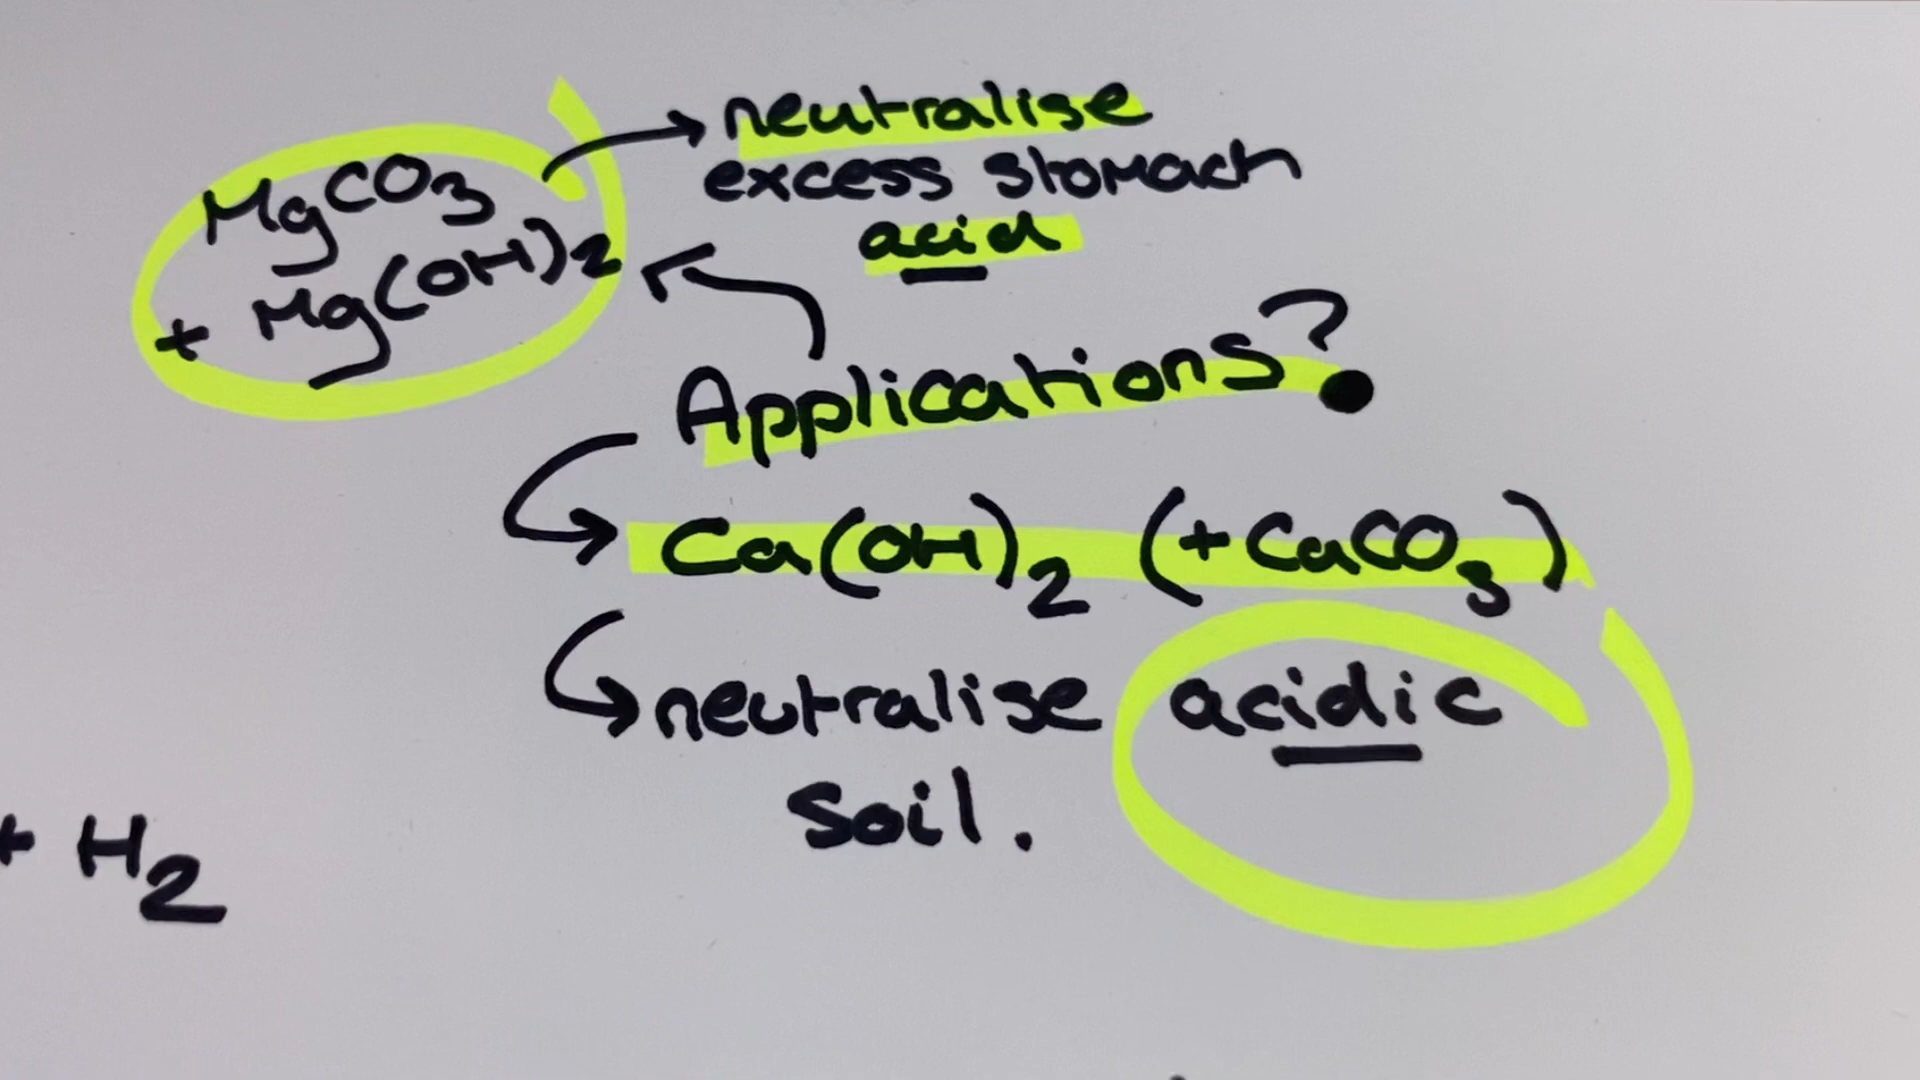 MgCO3
+ Mg(OH)2
neutralise
excess stomach
acid
Applications?
Ca(OH)2 (+CaCO3)
neutralise acidic
soil.
+ H2